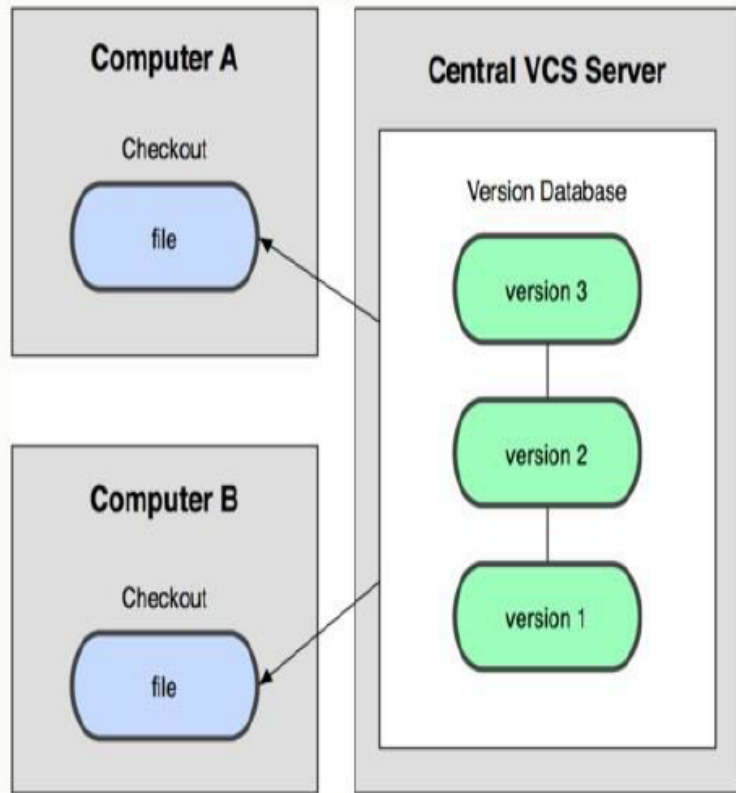 Computer A
Checkout
file
Computer B
Checkout
file
Central VCS Server
Version Database
version 3
version 2
version 1